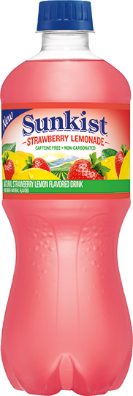 New
Sunkist
STRAWBERRY LEMONADE
CAFFEINE FREE • NON-CARBONATED
NATURAL STRAWBERRY LEMON FLAVORED DRINK